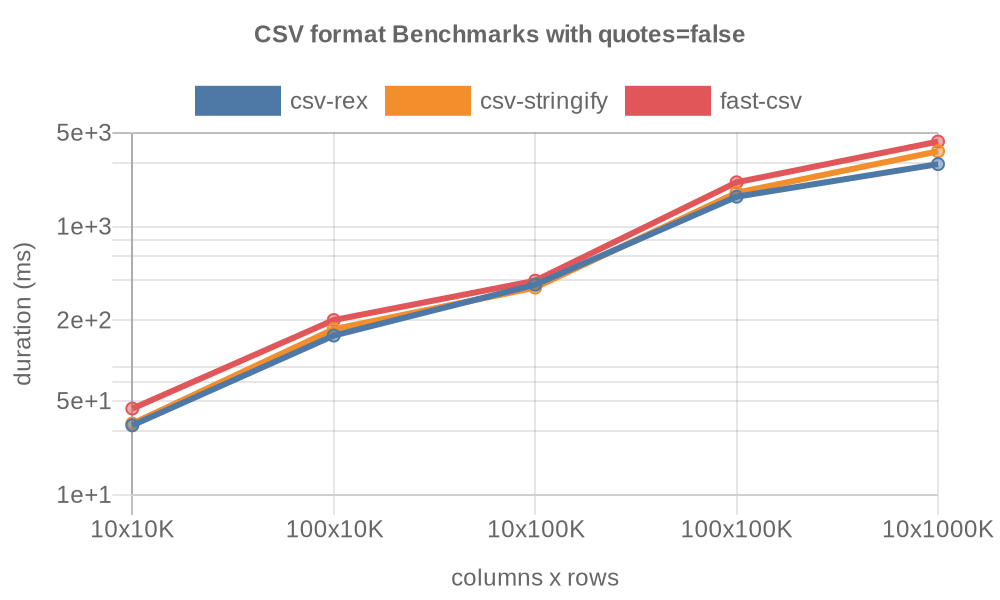 CSV format Benchmarks with quotes=false
csv-rex csv-stringify fast-csv
5e+3
1e+3
2e+2
5e+1
1e+1
duration (ms)
10x10K 100x10K 10x100K 100x100K 10x1000K
columns x rows